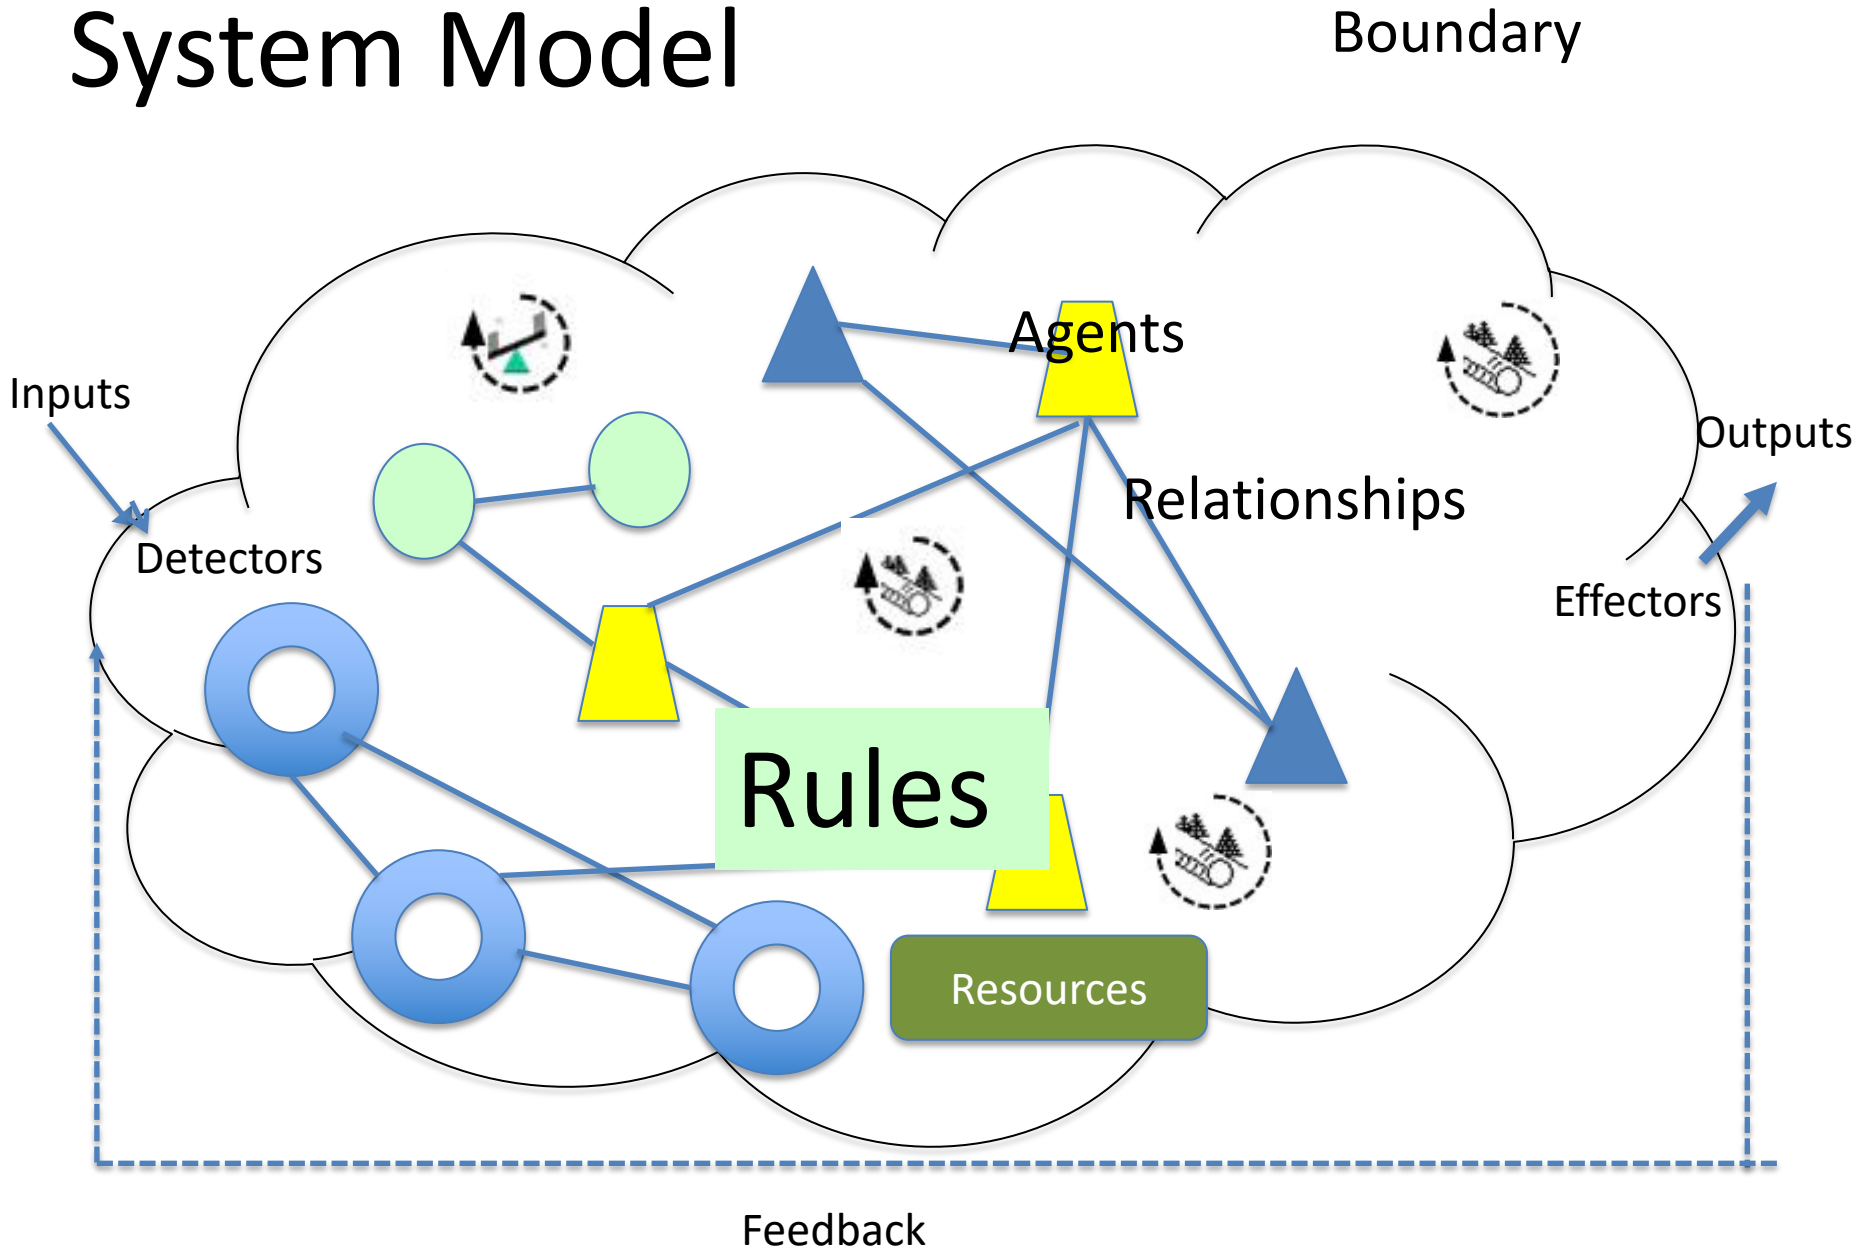 System Model
Boundary
Agents
Inputs
Outputs
Relationships
Detectors
Effectors
Rules
Resources
Feedback